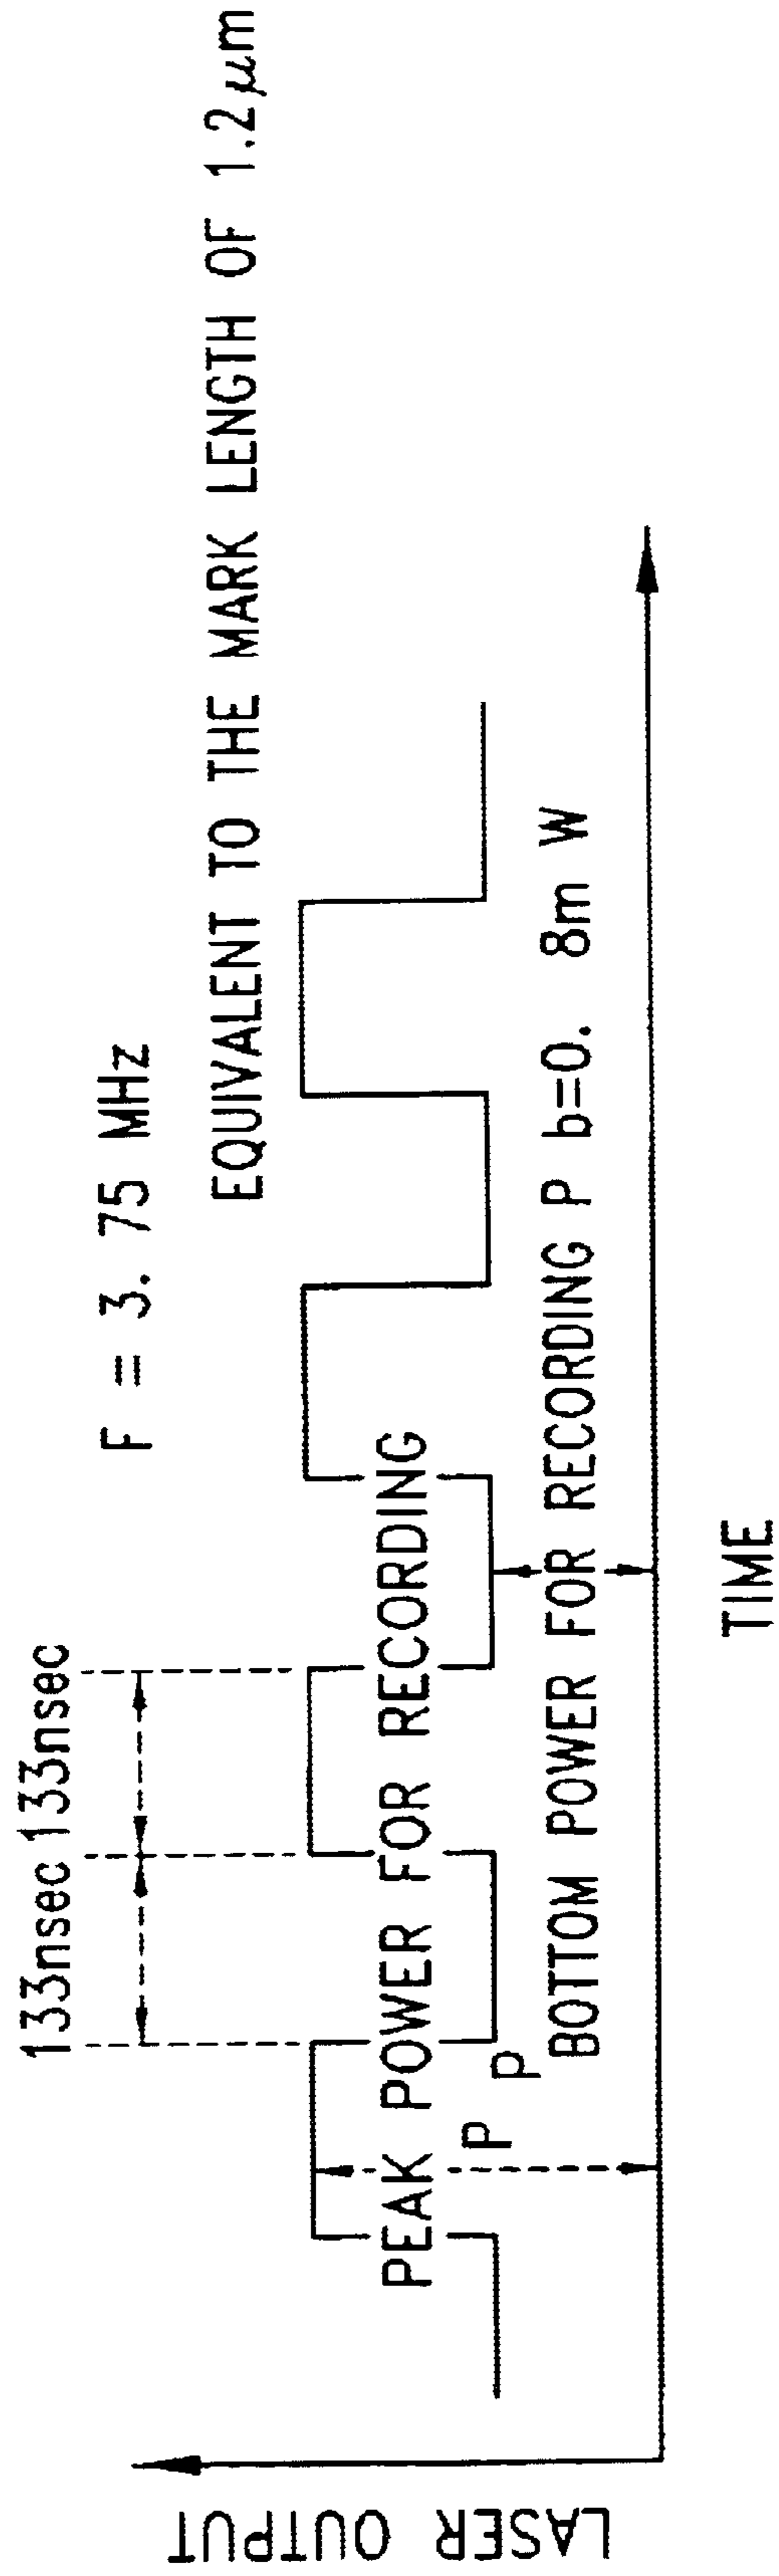 F = 3. 75 MHz
EQUIVALENT TO THE MARK LENGTH OF 1.2μm
133nsec 133nsec
PEAK POWER FOR RECORDING
P P
BOTTOM POWER FOR RECORDING P b=0. 8m W
LASER OUTPUT
TIME